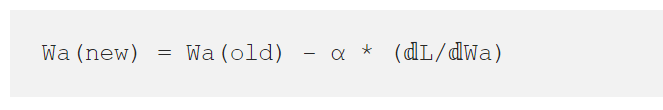 Wa(new) = Wa(old) – α * (ⅆL/ⅆWa)